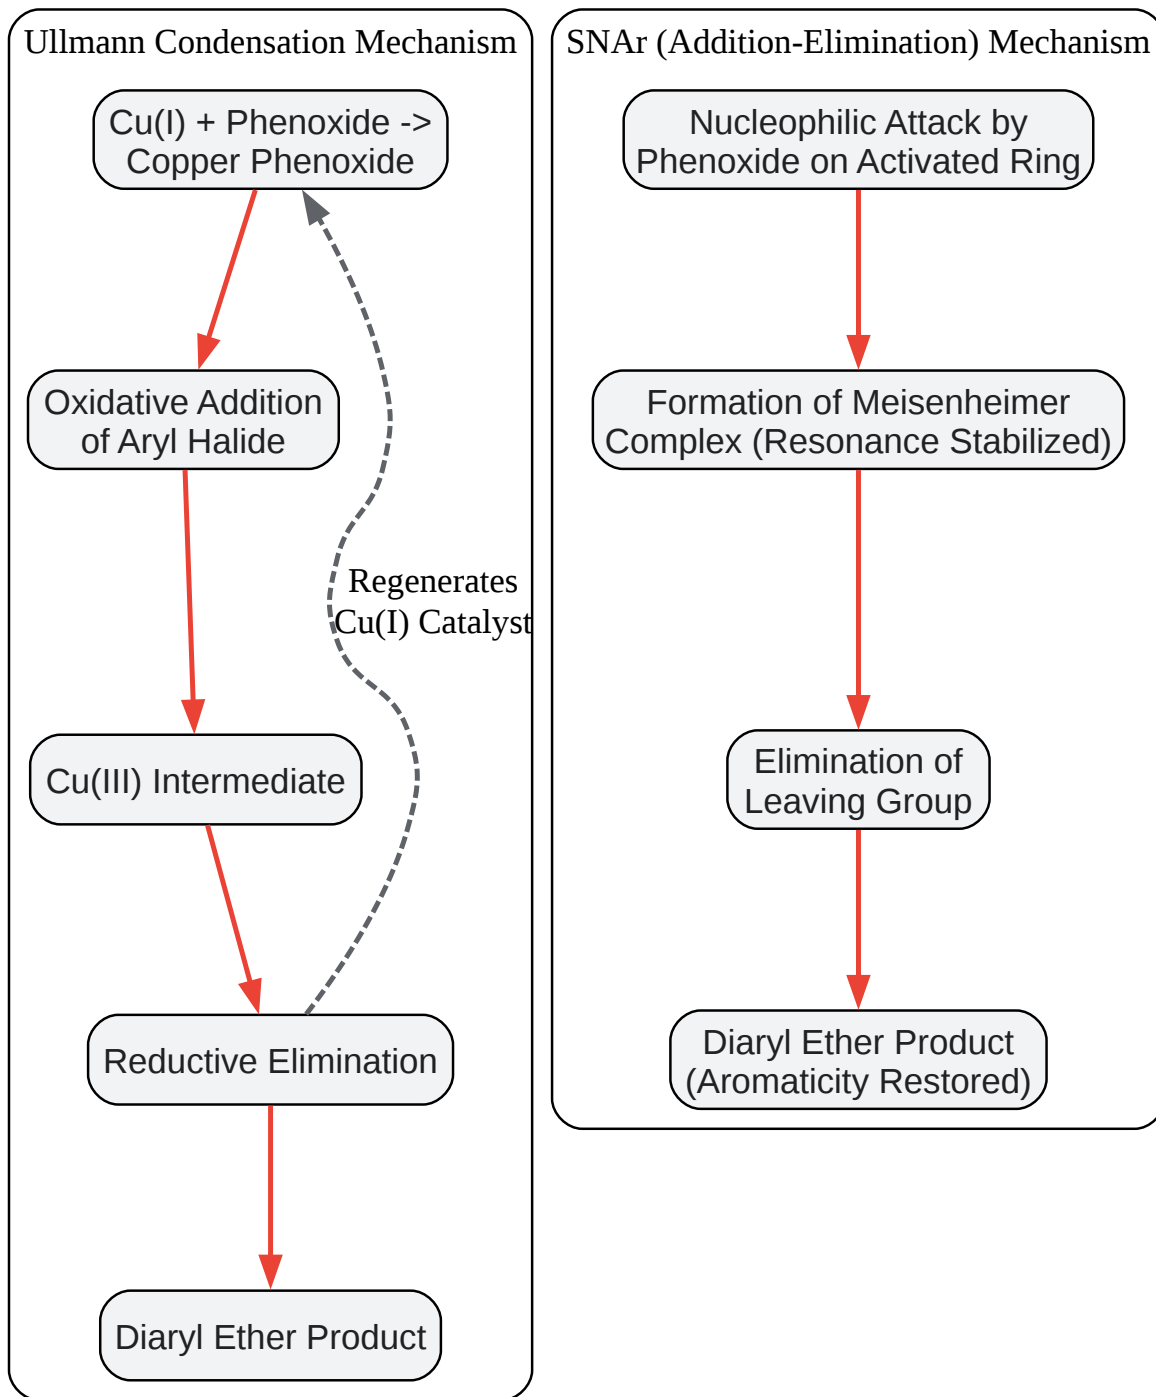 Ullmann Condensation Mechanism
Cu(I) + Phenoxide ->
Copper Phenoxide
Oxidative Addition
of Aryl Halide
Regenerates
Cu(I) Catalyst
Cu(III) Intermediate
Reductive Elimination
Diaryl Ether Product
SNAr (Addition-Elimination) Mechanism
Nucleophilic Attack by
Phenoxide on Activated Ring
Formation of Meisenheimer
Complex (Resonance Stabilized)
Elimination of
Leaving Group
Diaryl Ether Product
(Aromaticity Restored)